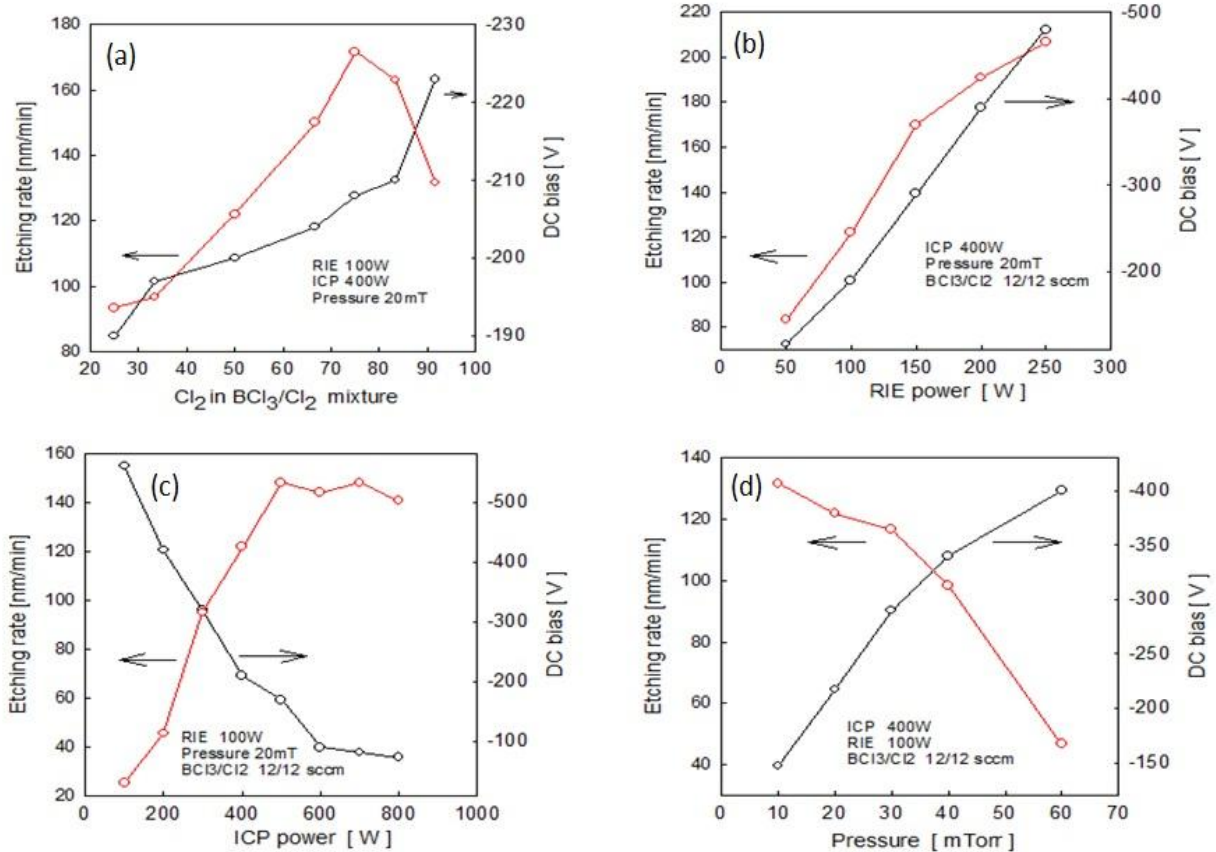 (a)
180
160
140
120
100
80
Etching rate [nm/min]
-230
-220
-210
-200
-190
DC bias [ V ]
RIE 100W
ICP 400W
Pressure 20mT
20 30 40 50 60 70 80 90 100
Cl2 in BCl3/Cl2 mixture
(b)
220
200
180
160
140
120
100
80
Etching rate [nm/min]
-500
-400
-300
-200
DC bias [ V ]
ICP 400W
Pressure 20mT
BCl3/Cl2 12/12 sccm
0 50 100 150 200 250 300
RIE power [ W ]
(c)
160
140
120
100
80
60
40
20
Etching rate [nm/min]
-500
-400
-300
-200
-100
DC bias [ V ]
RIE 100W
Pressure 20mT
BCl3/Cl2 12/12 sccm
0 200 400 600 800 1000
ICP power [ W ]
(d)
140
120
100
80
60
40
Etching rate [nm/min]
-400
-350
-300
-250
-200
-150
DC bias [ V ]
ICP 400W
RIE 100W
BCl3/Cl2 12/12 sccm
0 10 20 30 40 50 60 70
Pressure [ mTorr ]